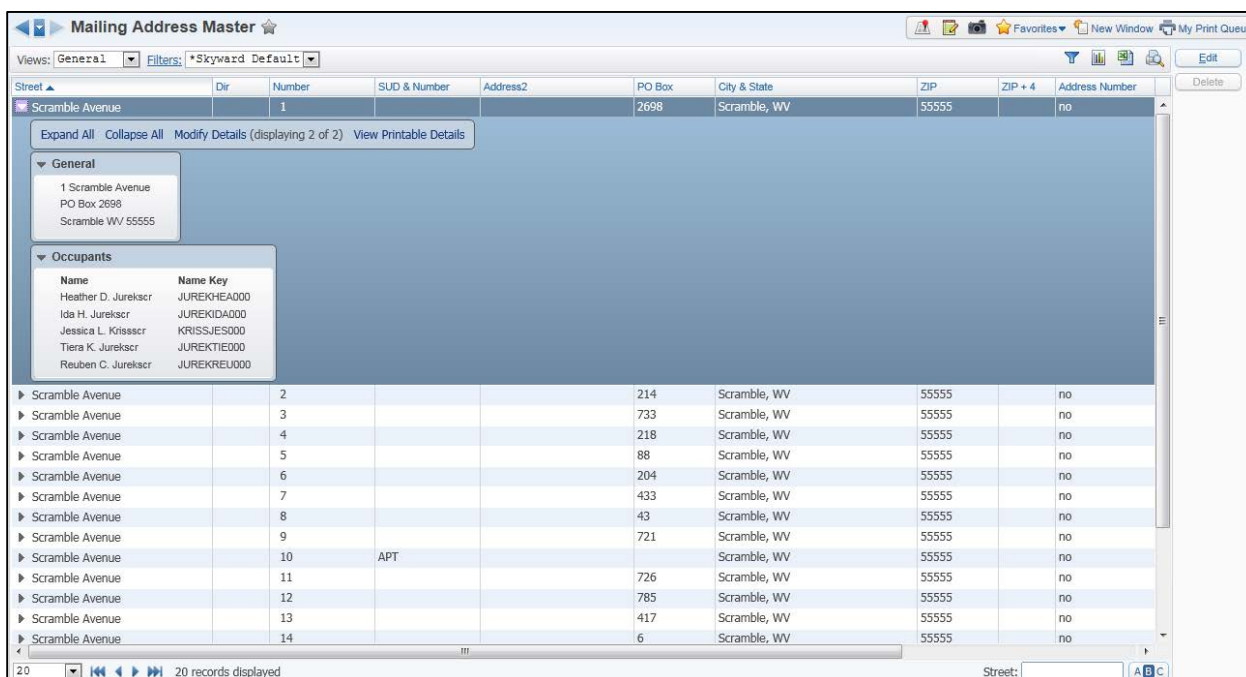 Mailing Address Master
Favorites New Window My Print Queu
Views: General Filters: *Skyward Default
Edit
Delete
Street Dir Number SUD & Number Address2 PO Box City & State ZIP ZIP + 4 Address Number
Scramble Avenue 1 2698 Scramble, WV 55555 no
Expand All Collapse All Modify Details (displaying 2 of 2) View Printable Details
General
1 Scramble Avenue
PO Box 2698
Scramble WV 55555
Occupants
Name Name Key
Heather D. Jurekscr JUREKHEA000
Ida H. Jurekscr JUREKIDA000
Jessica L. Krissscr KRISSJES000
Tiera K. Jurekscr JUREKTIE000
Reuben C. Jurekscr JUREKREU000
Scramble Avenue 2 214 Scramble, WV 55555 no
Scramble Avenue 3 733 Scramble, WV 55555 no
Scramble Avenue 4 218 Scramble, WV 55555 no
Scramble Avenue 5 88 Scramble, WV 55555 no
Scramble Avenue 6 204 Scramble, WV 55555 no
Scramble Avenue 7 433 Scramble, WV 55555 no
Scramble Avenue 8 43 Scramble, WV 55555 no
Scramble Avenue 9 721 Scramble, WV 55555 no
Scramble Avenue 10 APT Scramble, WV 55555 no
Scramble Avenue 11 726 Scramble, WV 55555 no
Scramble Avenue 12 785 Scramble, WV 55555 no
Scramble Avenue 13 417 Scramble, WV 55555 no
Scramble Avenue 14 6 Scramble, WV 55555 no
20 20 records displayed Street: A B C